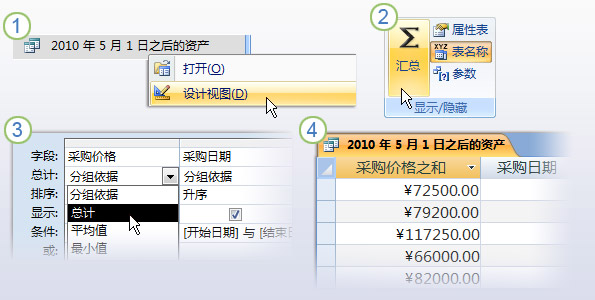 1
2010 年 5 月 1 日之后的资产
打开(O)
设计视图(D)
2
Σ
汇总
属性表
XYZ 表名称
[?] 参数
显示/隐藏
3
字段: 采购价格 采购日期
总计: 分组依据 分组依据
排序: 分组依据 升序
显示: 总计
条件: 平均值 [开始日期] 与 [结束日
或: 最小值
4
2010 年 5 月 1 日之后的资产
采购价格之和 采购日期
¥72500.00
¥79200.00
¥117250.00
¥66000.00
¥82000.00